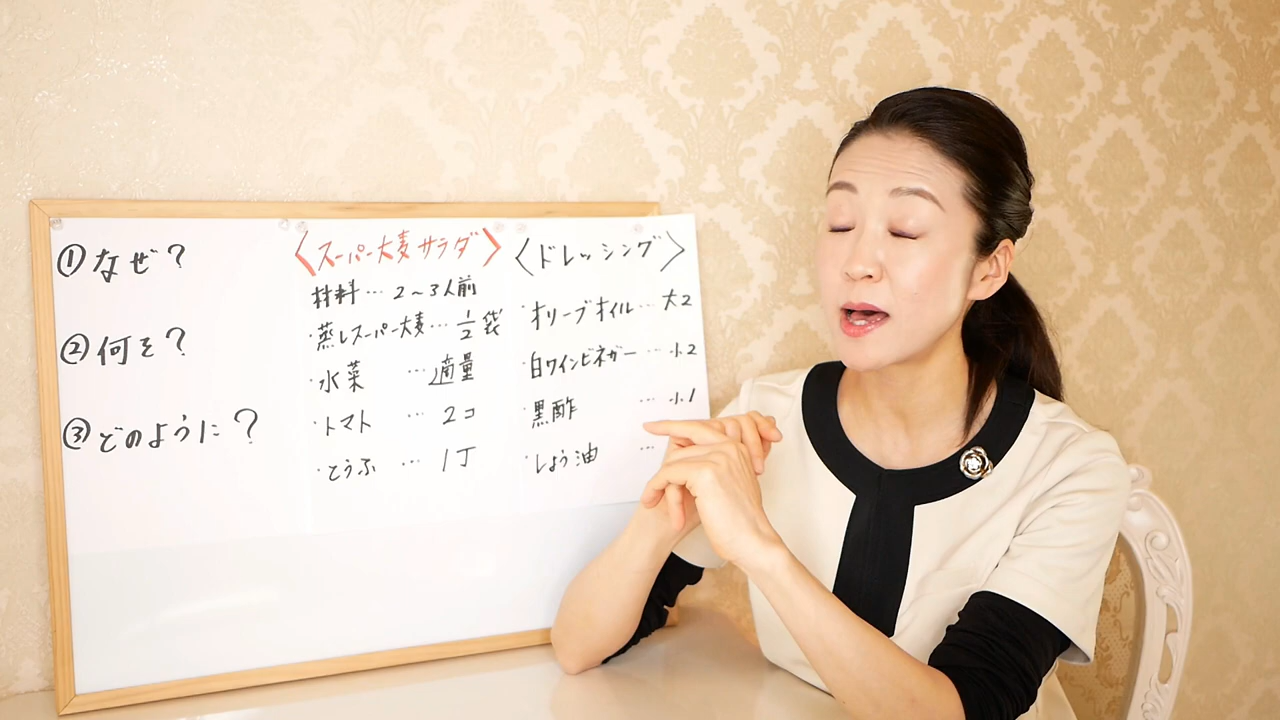 ①なぜ?
②何を?
③どのように?
〈スーパー大麦サラダ〉
材料…2〜3人前
・蒸しスーパー大麦…1/2袋
・水菜…適量
・トマト…2コ
・とうふ…1丁
〈ドレッシング〉
・オリーブオイル…大2
・白ワインビネガー…小2
・黒酢…小1
・しょう油…